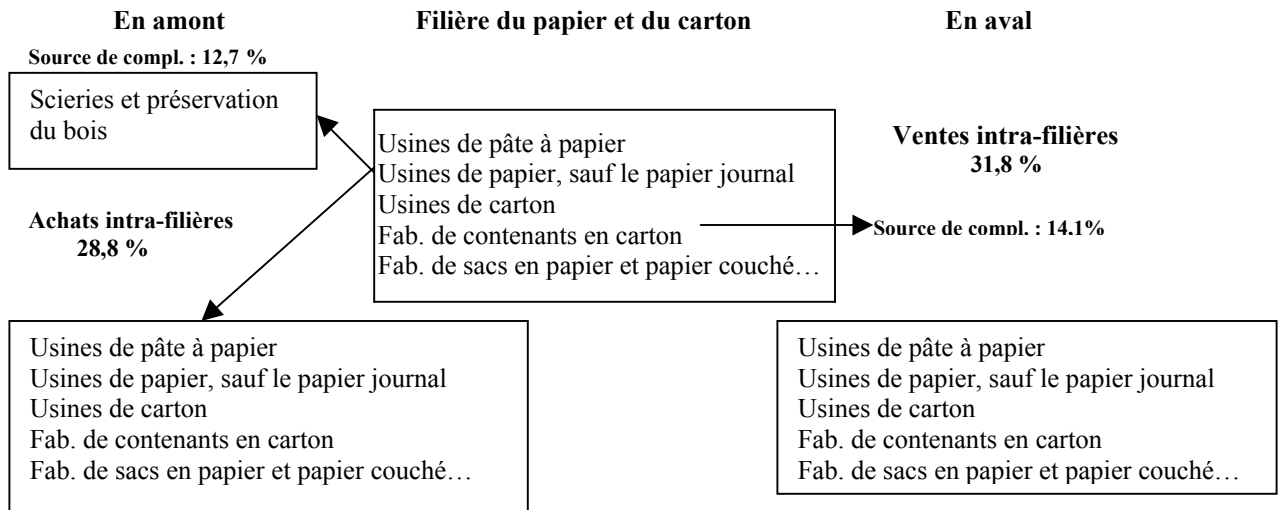 En amont
Filière du papier et du carton
En aval
Source de compl. : 12,7 %
Scieries et préservation
du bois
Usines de pâte à papier
Usines de papier, sauf le papier journal
Usines de carton
Fab. de contenants en carton
Fab. de sacs en papier et papier couché…
Ventes intra-filières
31,8 %
Source de compl. : 14,1%
Achats intra-filières
28,8 %
Usines de pâte à papier
Usines de papier, sauf le papier journal
Usines de carton
Fab. de contenants en carton
Fab. de sacs en papier et papier couché…
Usines de pâte à papier
Usines de papier, sauf le papier journal
Usines de carton
Fab. de contenants en carton
Fab. de sacs en papier et papier couché…